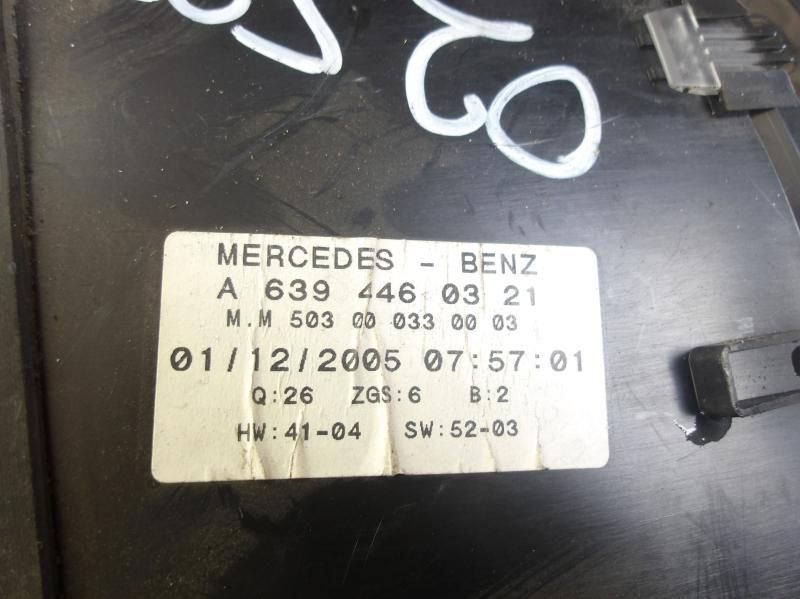 MERCEDES - BENZ
A 639 446 03 21
M.M 503 00 033 00 03
01/12/2005 07:57:01
Q:26 ZGS:6 B:2
HW:41-04 SW:52-03